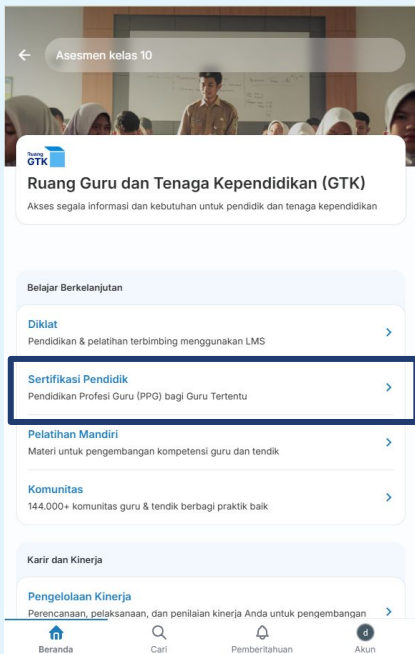 Asesmen kelas 10
Ruang
GTK
Ruang Guru dan Tenaga Kependidikan (GTK)
Akses segala informasi dan kebutuhan untuk pendidik dan tenaga kependidikan
Belajar Berkelanjutan
Diklat
Pendidikan & pelatihan terbimbing menggunakan LMS
Sertifikasi Pendidik
Pendidikan Profesi Guru (PPG) bagi Guru Tertentu
Pelatihan Mandiri
Materi untuk pengembangan kompetensi guru dan tendik
Komunitas
144.000+ komunitas guru & tendik berbagi praktik baik
Karir dan Kinerja
Pengelolaan Kinerja
Perencanaan, pelaksanaan, dan penilaian kinerja Anda untuk pengembangan
d
Beranda
Cari
Pemberitahuan
Akun